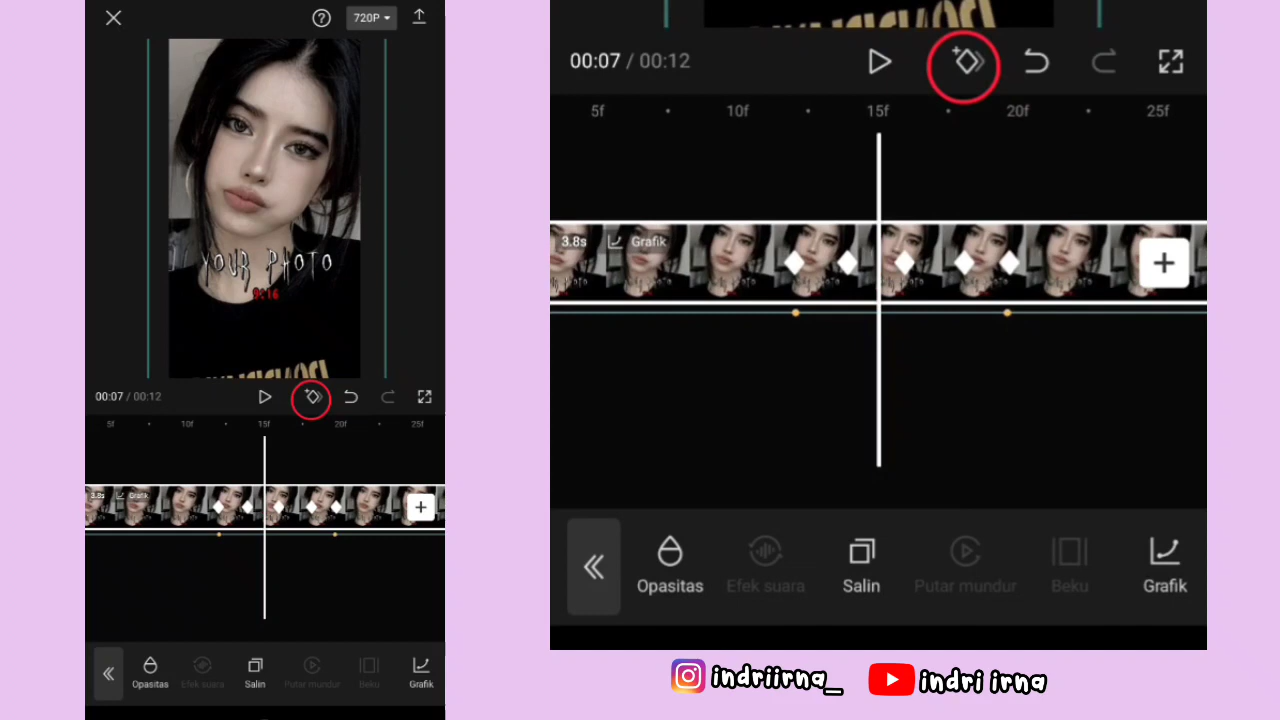 720P
YOUR PHOTO
9:16
00:07 / 00:12
5f 10f 15f 20f 25f
3.8s Grafik
Opasitas Efek suara Salin Putar mundur Beku Grafik
00:07 / 00:12
5f 10f 15f 20f 25f
3.8s Grafik
Opasitas Efek suara Salin Putar mundur Beku Grafik
indriirna_ indri irna